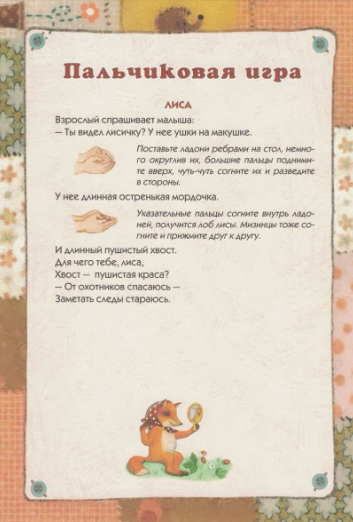 Пальчиковая игра
ЛИСА
Взрослый спрашивает малыша:
— Ты видел лисичку? У нее ушки на макушке.
Поставьте ладони ребрами на стол, немно-
го округлив их, большие пальцы подними-
те вверх, чуть-чуть согните их и разведите
в стороны.
У нее длинная остренькая мордочка.
Указательные пальцы согните внутрь ладо-
ней, получится лоб лисы. Мизинцы тоже со-
гните и прижмите друг к другу.
И длинный пушистый хвост.
Для чего тебе, лиса,
Хвост — пушистая краса?
— От охотников спасаюсь —
Заметать следы стараюсь.